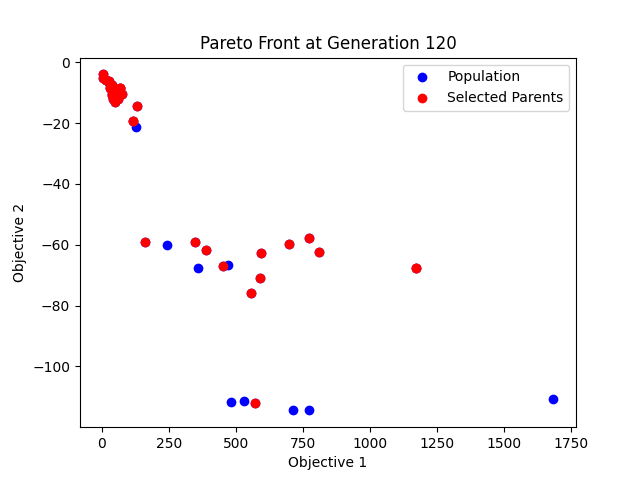 Pareto Front at Generation 120
Population
Selected Parents
0
−20
−40
−60
−80
−100
Objective 2
0
250
500
750
1000
1250
1500
1750
Objective 1